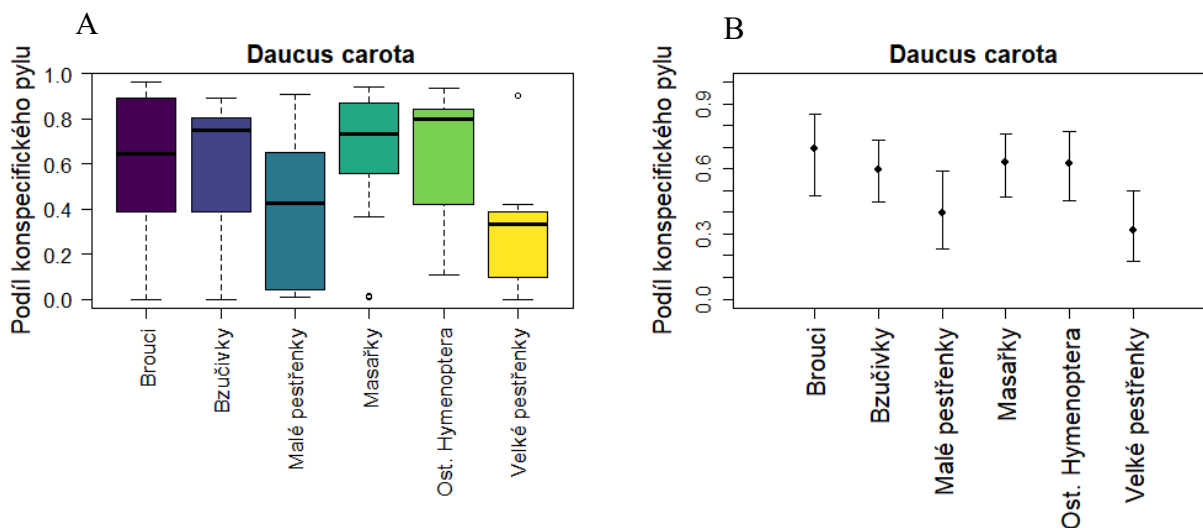 A
Daucus carota
Podíl konspecifického pylu
1.0
0.8
0.6
0.4
0.2
0.0
Brouci
Bzučivky
Malé pestřenky
Masařky
Ost. Hymenoptera
Velké pestřenky
B
Daucus carota
Podíl konspecifického pylu
0.9
0.6
0.3
0.0
Brouci
Bzučivky
Malé pestřenky
Masařky
Ost. Hymenoptera
Velké pestřenky